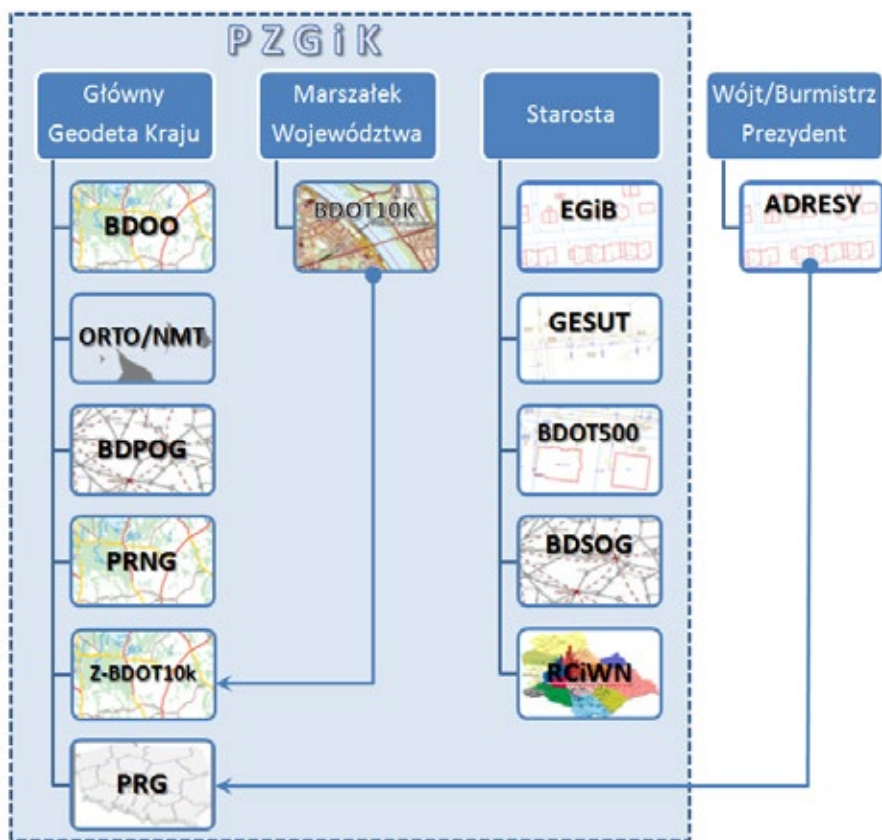 PZGiK
Główny
Geodeta Kraju
Marszałek
Województwa
Starosta
Wójt/Burmistrz
Prezydent
BDOO
BDOT10K
EGiB
ADRESY
ORTO/NMT
GESUT
BDPOG
BDOT500
PRNG
BDSOG
Z-BDOT10k
RCiWN
PRG